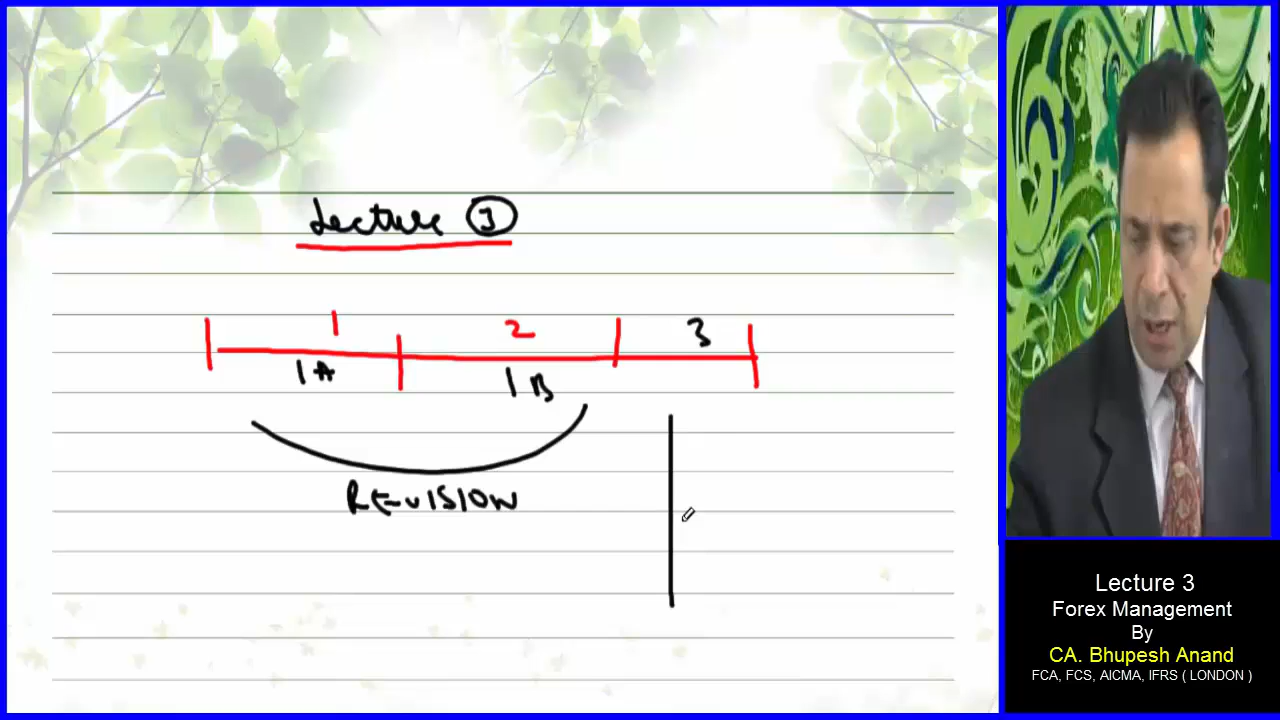 Lecture 3
1 2 3
1A 1B
REVISION
Lecture 3
Forex Management
By
CA. Bhupesh Anand
FCA, FCS, AICMA, IFRS ( LONDON )